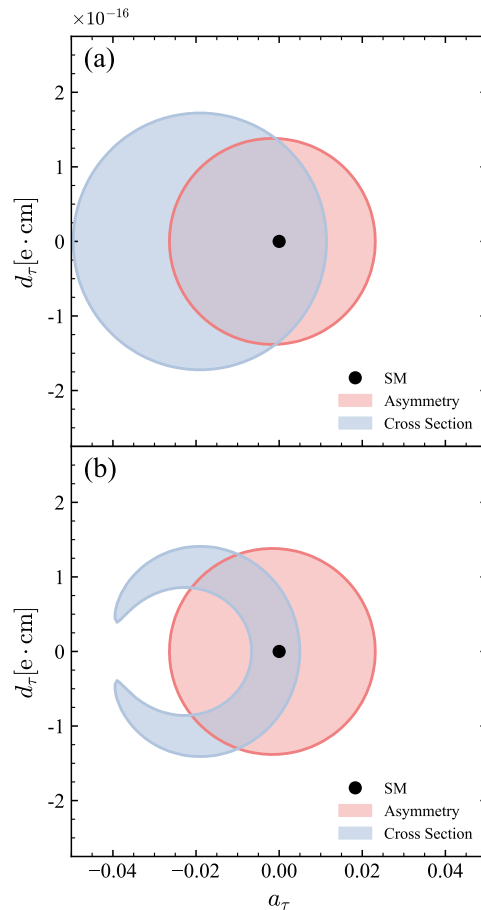 ×10⁻¹⁶
(a)
2
1
0
-1
-2
d_τ[e · cm]
SM
Asymmetry
Cross Section
(b)
2
1
0
-1
-2
d_τ[e · cm]
SM
Asymmetry
Cross Section
−0.04 −0.02 0.00 0.02 0.04
a_τ